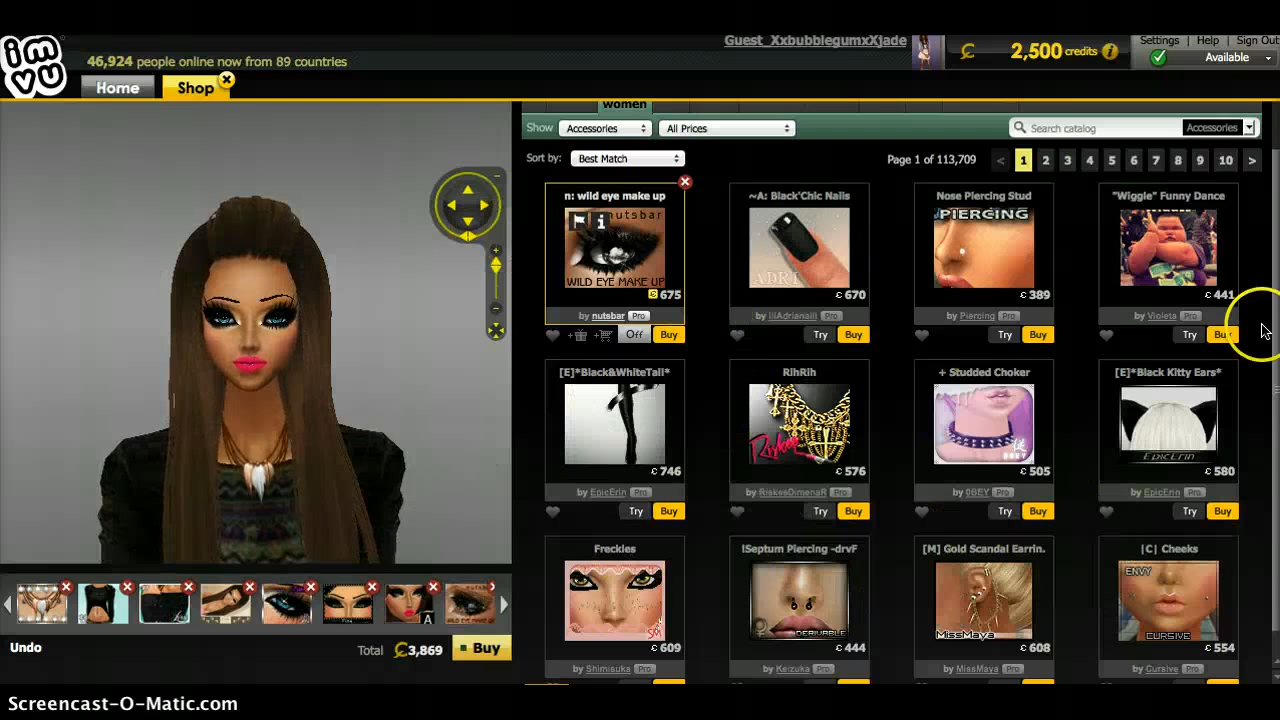 imvu
46,924 people online now from 89 countries
Guest_XxbubblegumxXjade
2,500 credits
Settings | Help | Sign Out
Available
Home
Shop
women
Show Accessories All Prices
Search catalog Accessories
Sort by: Best Match
Page 1 of 113,709 < 1 2 3 4 5 6 7 8 9 10 >
n: wild eye make up
nutsbar
WILD EYE MAKE UP
675
by nutsbar Pro
Off Buy
~A: Black'Chic Nails
670
by Pro
Try Buy
Nose Piercing Stud
PIERCING
389
by Piercing Pro
Try Buy
"Wiggle" Funny Dance
441
by Violeta Pro
Try Buy
[E]*Black&WhiteTail*
746
by EpicErin Pro
Try Buy
RihRih
576
by RiskesDimenaR Pro
Try Buy
+ Studded Choker
505
by 0BEY Pro
Try Buy
[E]*Black Kitty Ears*
EPICERIN
580
by EpicErin Pro
Try Buy
Freckles
609
by Shimisuka Pro
!Septum Piercing -drvF
DERIVABLE
444
by Keizuka Pro
[M] Gold Scandal Earrin.
MissMaya
608
by MissMaya Pro
|C| Cheeks
ENVY
CURSIVE
554
by Cursive Pro
A
Undo
Total 3,869 Buy
Screencast-O-Matic.com